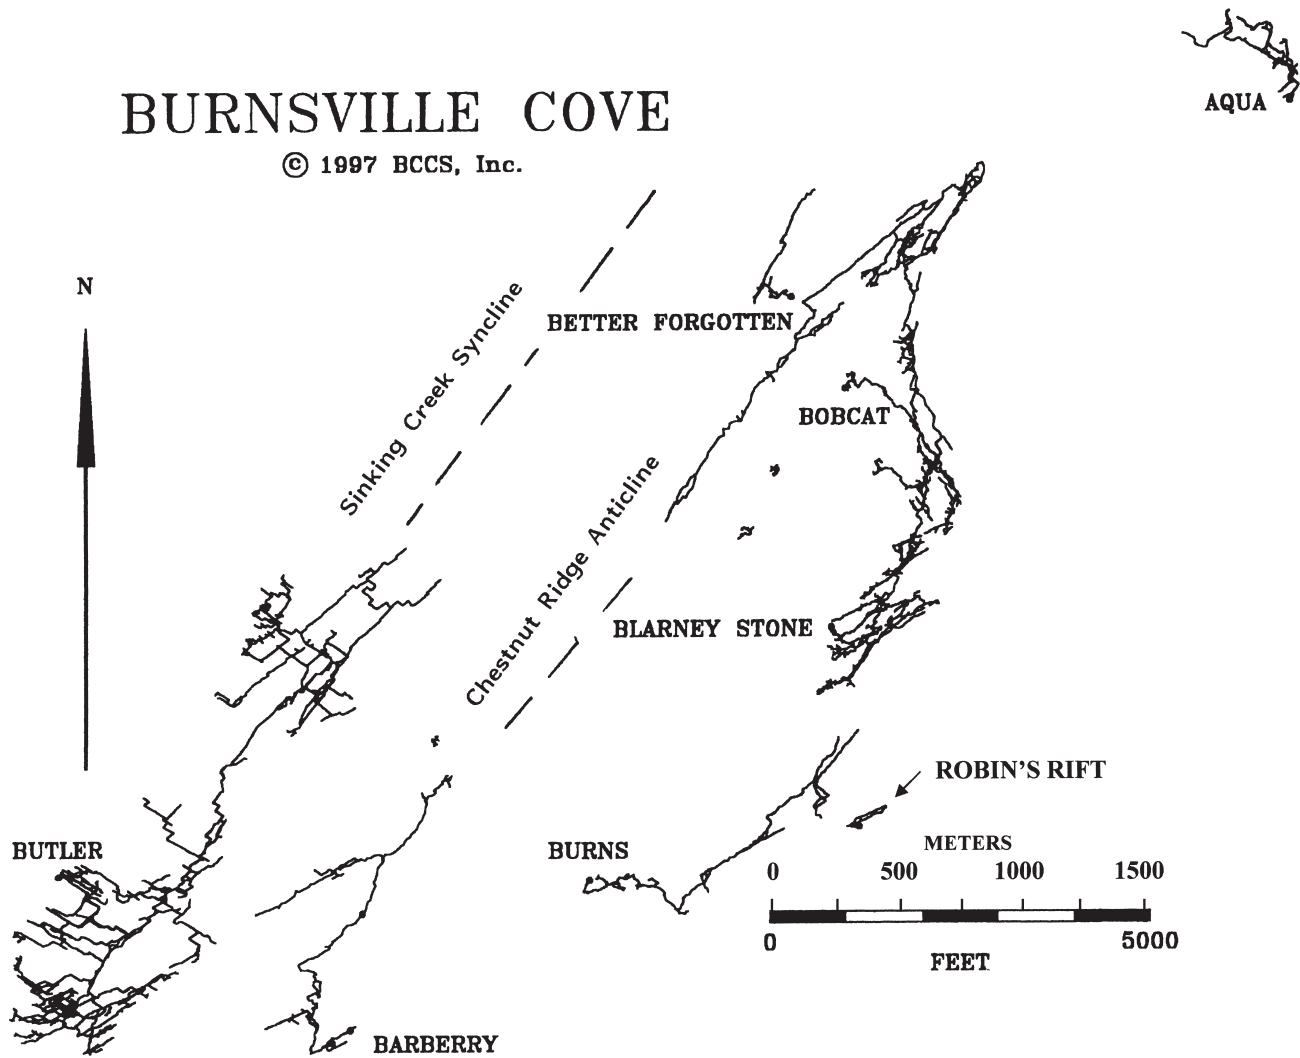 AQUA
BURNSVILLE COVE
© 1997 BCCS, Inc.
N
Sinking Creek Syncline
BETTER FORGOTTEN
BOBCAT
Chestnut Ridge Anticline
BLARNEY STONE
ROBIN'S RIFT
BUTLER
BURNS
METERS
0 500 1000 1500
0 5000
FEET
BARBERRY